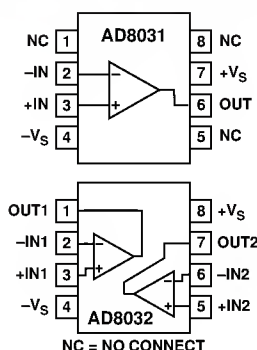 AD8031
NC 1 8 NC
–IN 2 7 +VS
+IN 3 6 OUT
–VS 4 5 NC
OUT1 1 8 +VS
–IN1 2 7 OUT2
+IN1 3 6 –IN2
–VS 4 5 +IN2
AD8032
NC = NO CONNECT